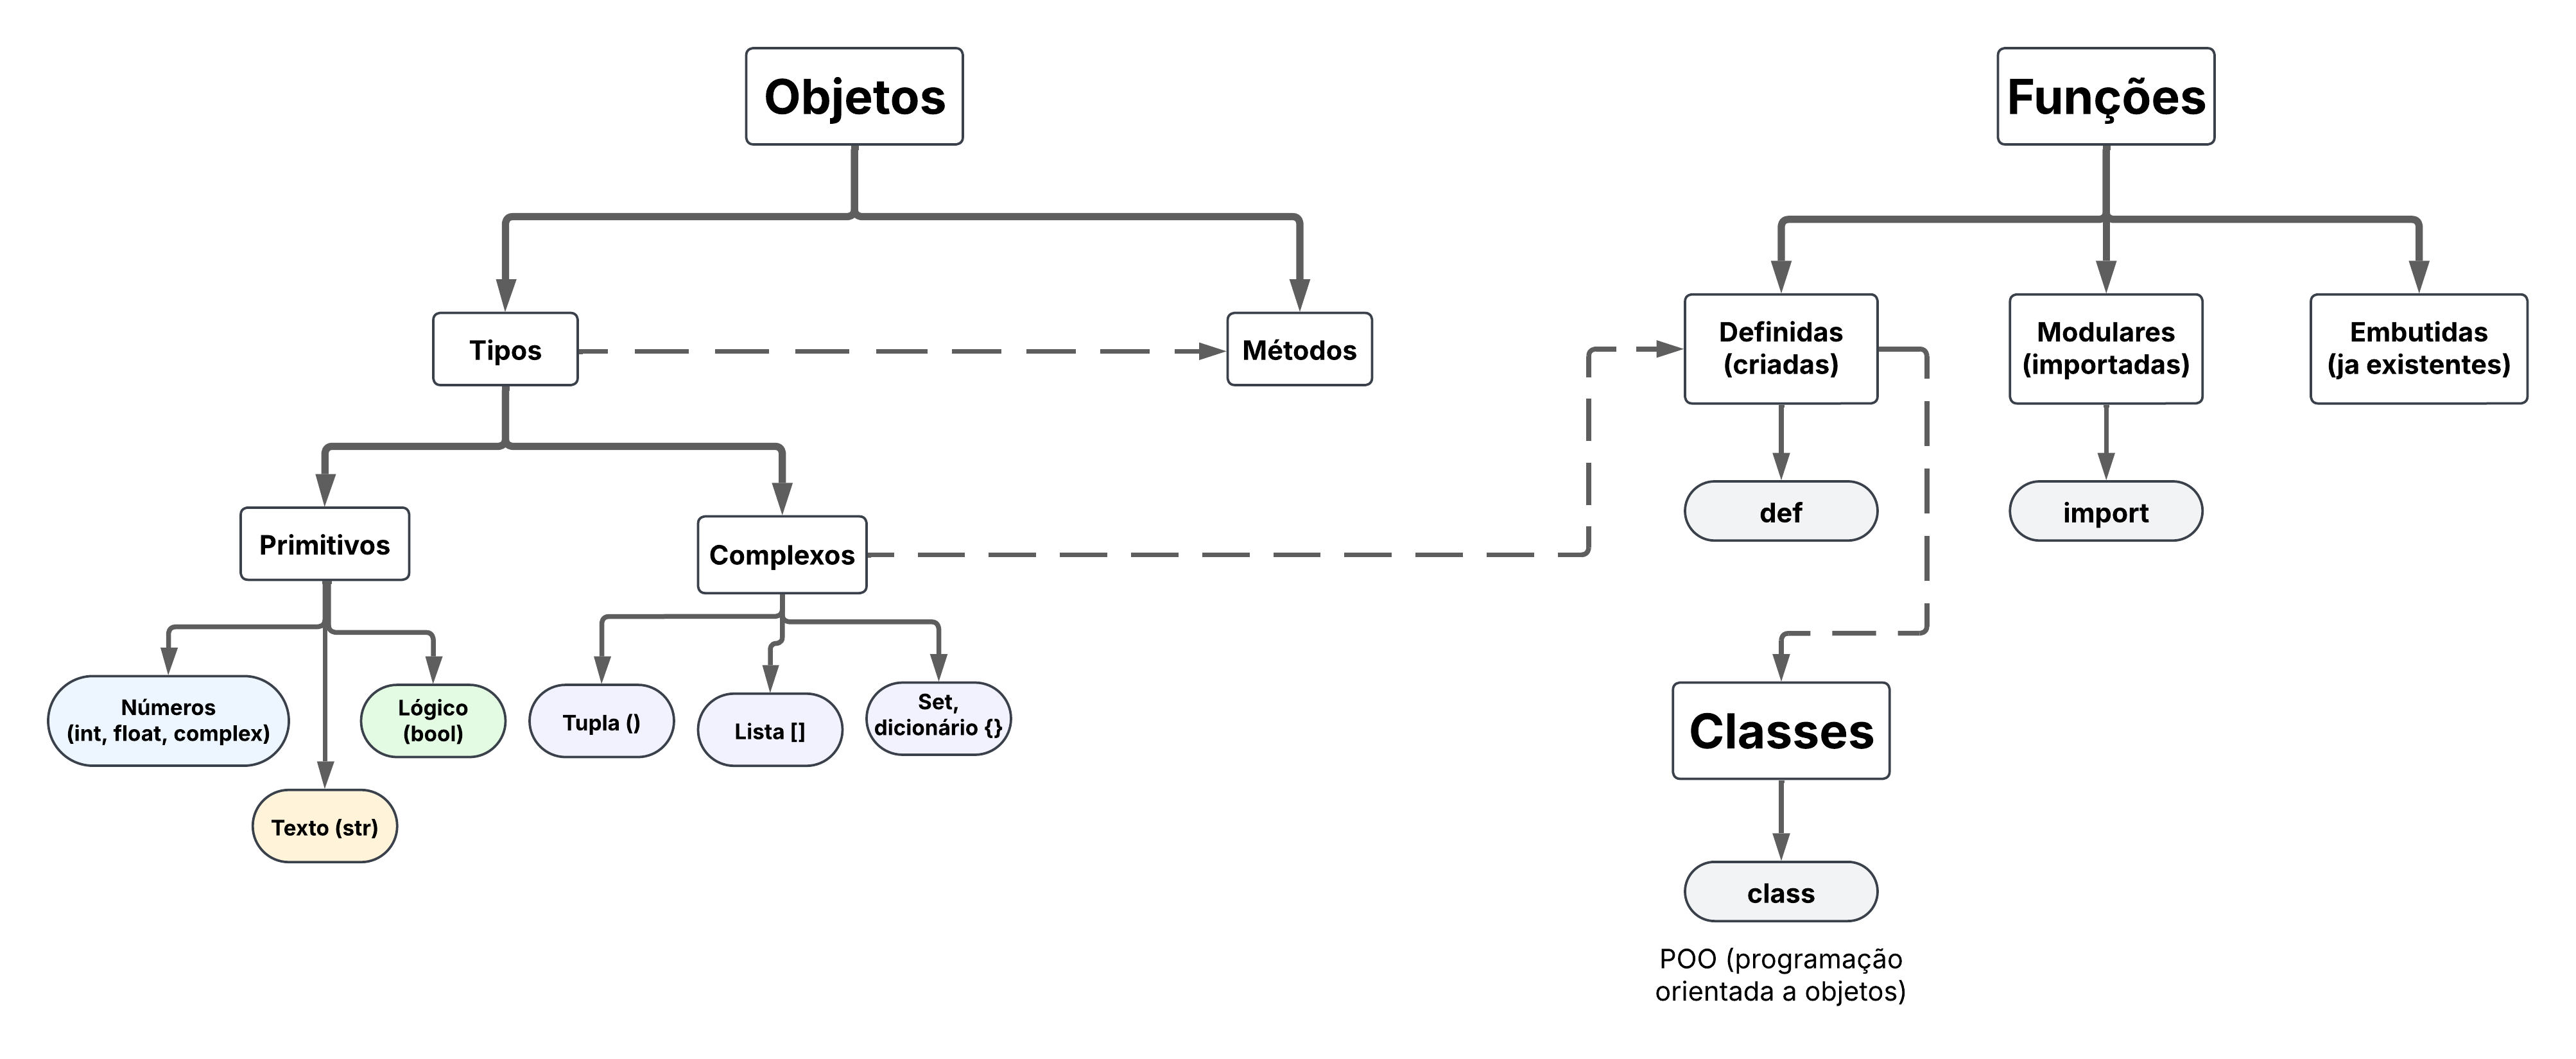 Objetos
Funções
Tipos
Métodos
Definidas
(criadas)
Modulares
(importadas)
Embutidas
(ja existentes)
Primitivos
Complexos
def
import
Números
(int, float, complex)
Lógico
(bool)
Tupla ()
Lista []
Set,
dicionário {}
Texto (str)
Classes
class
POO (programação
orientada a objetos)